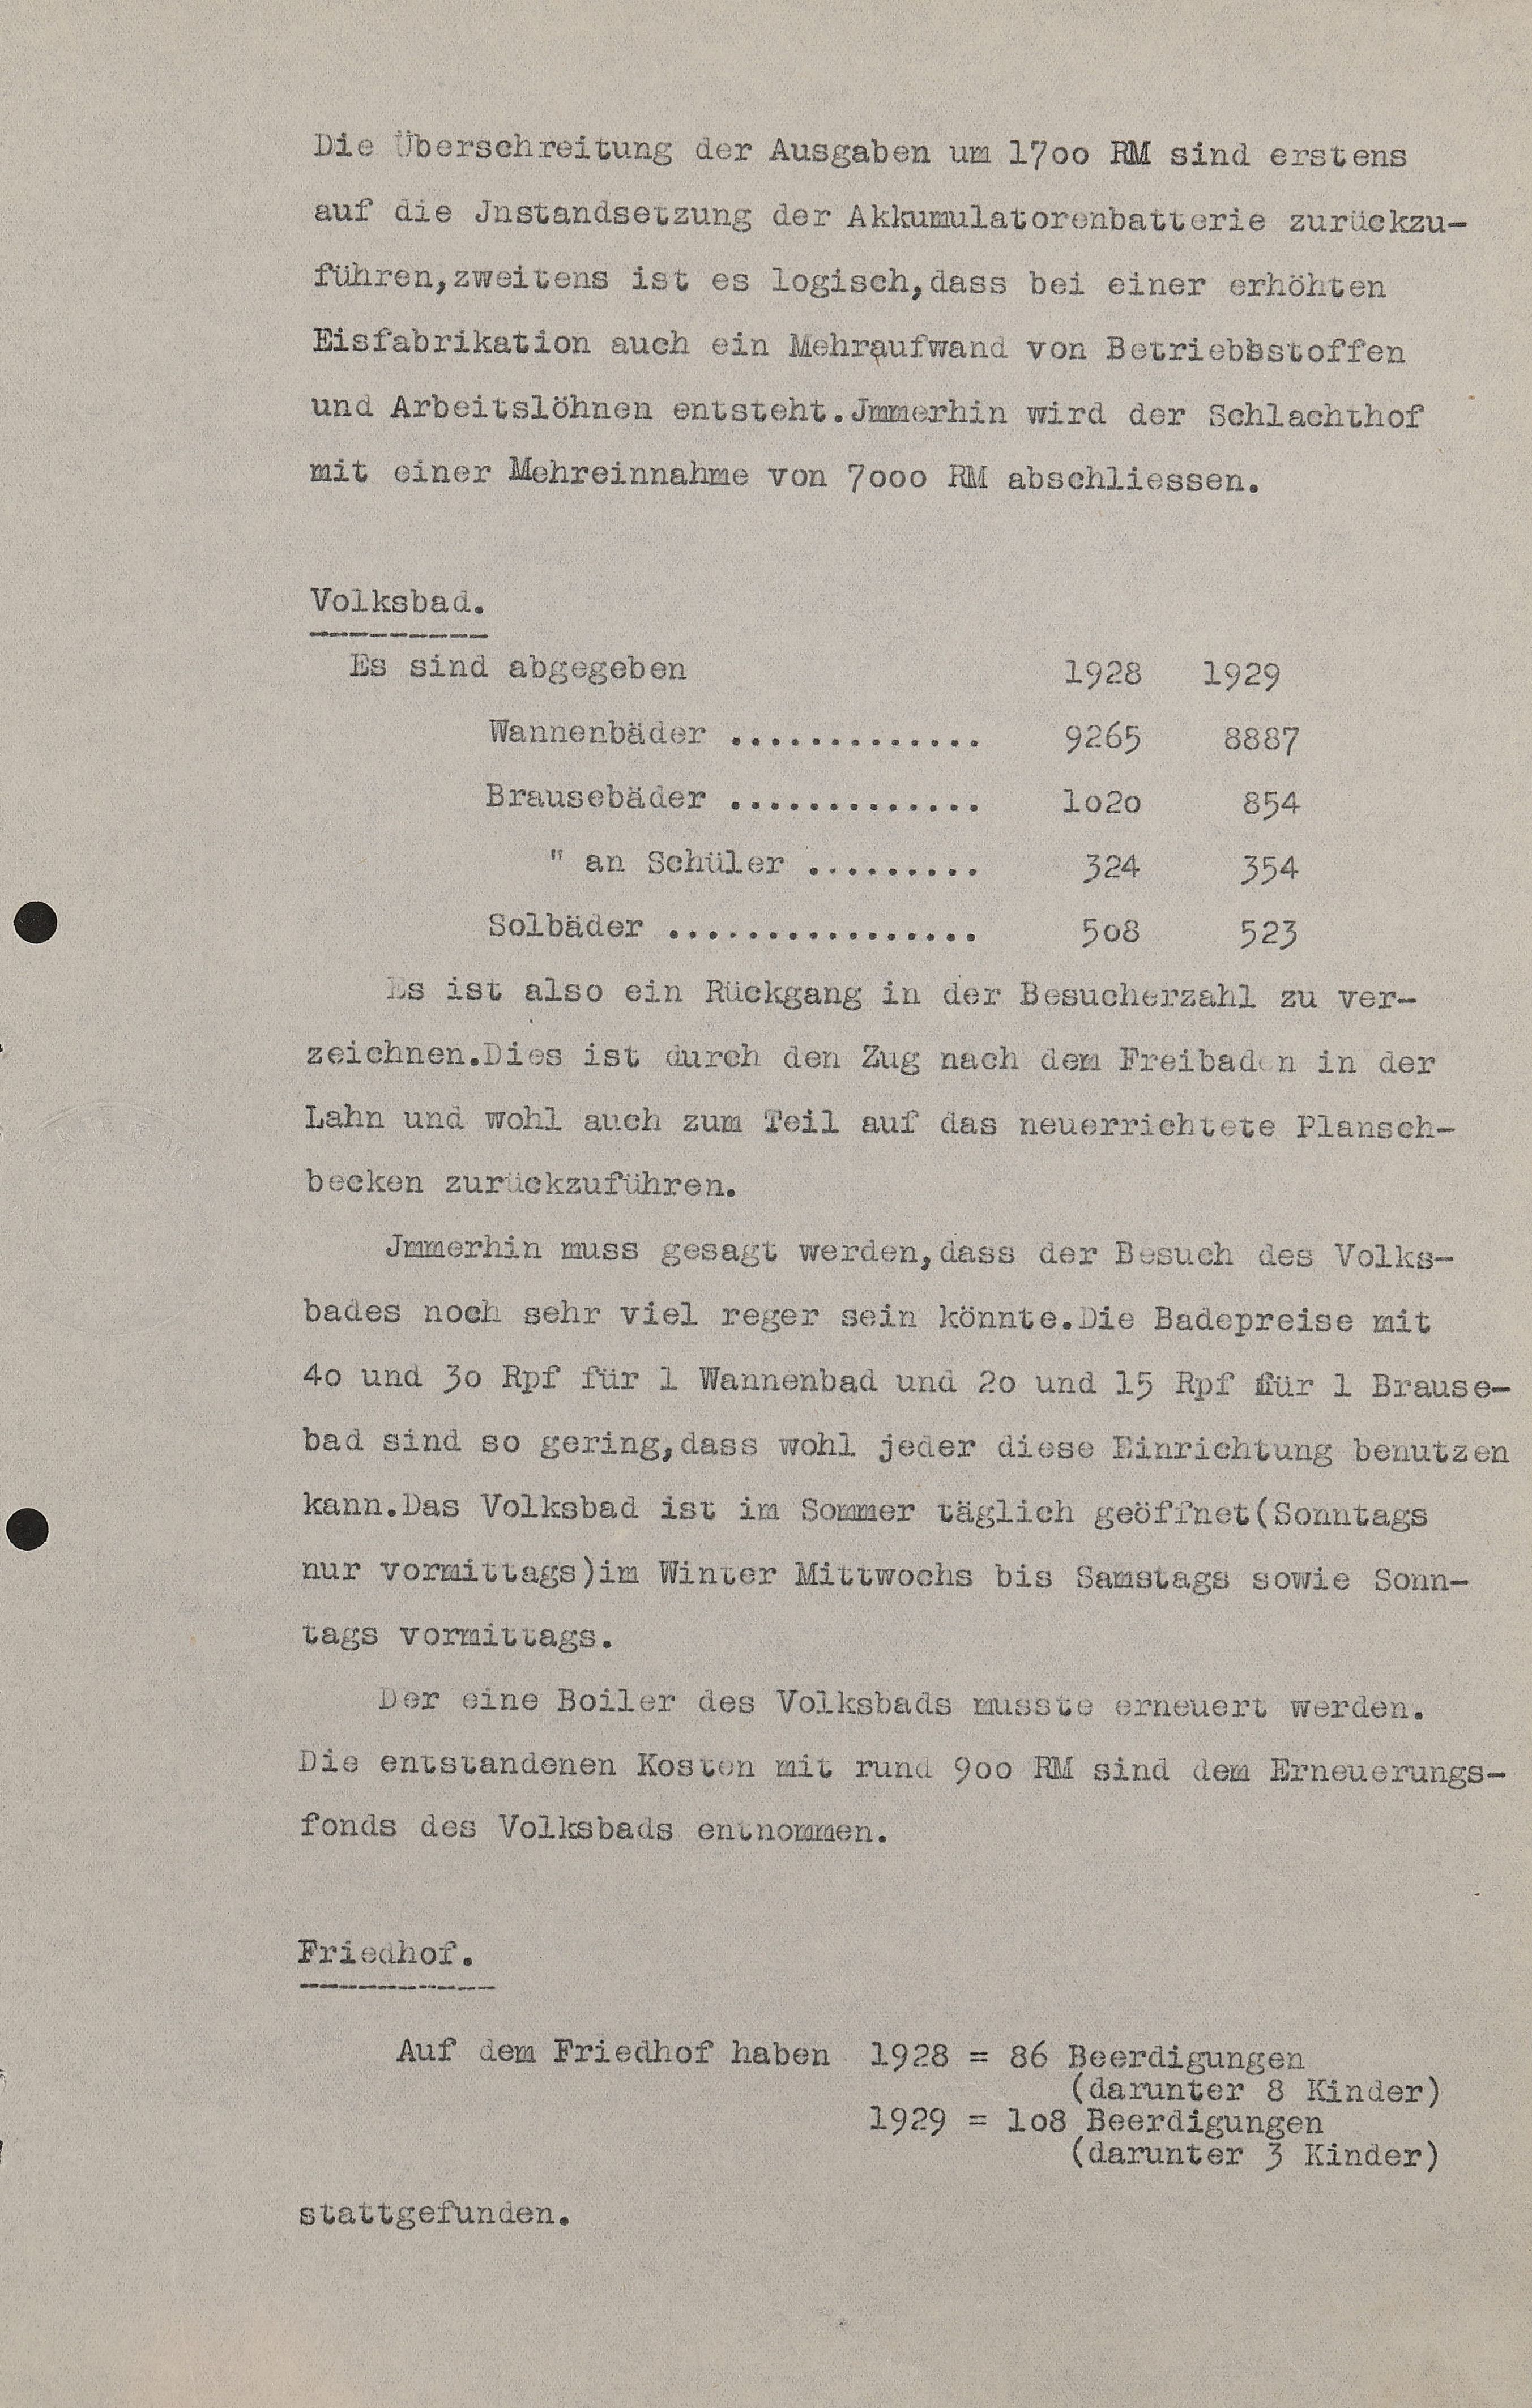 Die Überschreitung der Ausgaben um 17oo RM sind erstens
auf die Jnstandsetzung der Akkumulatorenbatterie zurückzu-
führen,zweitens ist es logisch,dass bei einer erhöhten
Eisfabrikation auch ein Mehraufwand von Betriebsstoffen
und Arbeitslöhnen entsteht.Jmmerhin wird der Schlachthof
mit einer Mehreinnahme von 7ooo RM abschliessen.
Volksbad.
Es sind abgegeben 1928 1929
Wannenbäder ............. 9265 8887
Brausebäder ............. 1o2o 854
" an Schüler ......... 324 354
Solbäder ................ 5o8 523
Es ist also ein Rückgang in der Besucherzahl zu ver-
zeichnen.Dies ist durch den Zug nach dem Freibaden in der
Lahn und wohl auch zum Teil auf das neuerrichtete Plansch-
becken zurückzuführen.
Jmmerhin muss gesagt werden,dass der Besuch des Volks-
bades noch sehr viel reger sein könnte.Die Badepreise mit
4o und 3o Rpf für 1 Wannenbad und 2o und 15 Rpf für 1 Brause-
bad sind so gering,dass wohl jeder diese Einrichtung benutzen
kann.Das Volksbad ist im Sommer täglich geöffnet(Sonntags
nur vormittags)im Winter Mittwochs bis Samstags sowie Sonn-
tags vormittags.
Der eine Boiler des Volksbads musste erneuert werden.
Die entstandenen Kosten mit rund 9oo RM sind dem Erneuerungs-
fonds des Volksbads entnommen.
Friedhof.
Auf dem Friedhof haben 1928 = 86 Beerdigungen
(darunter 8 Kinder)
1929 = 1o8 Beerdigungen
(darunter 3 Kinder)
stattgefunden.